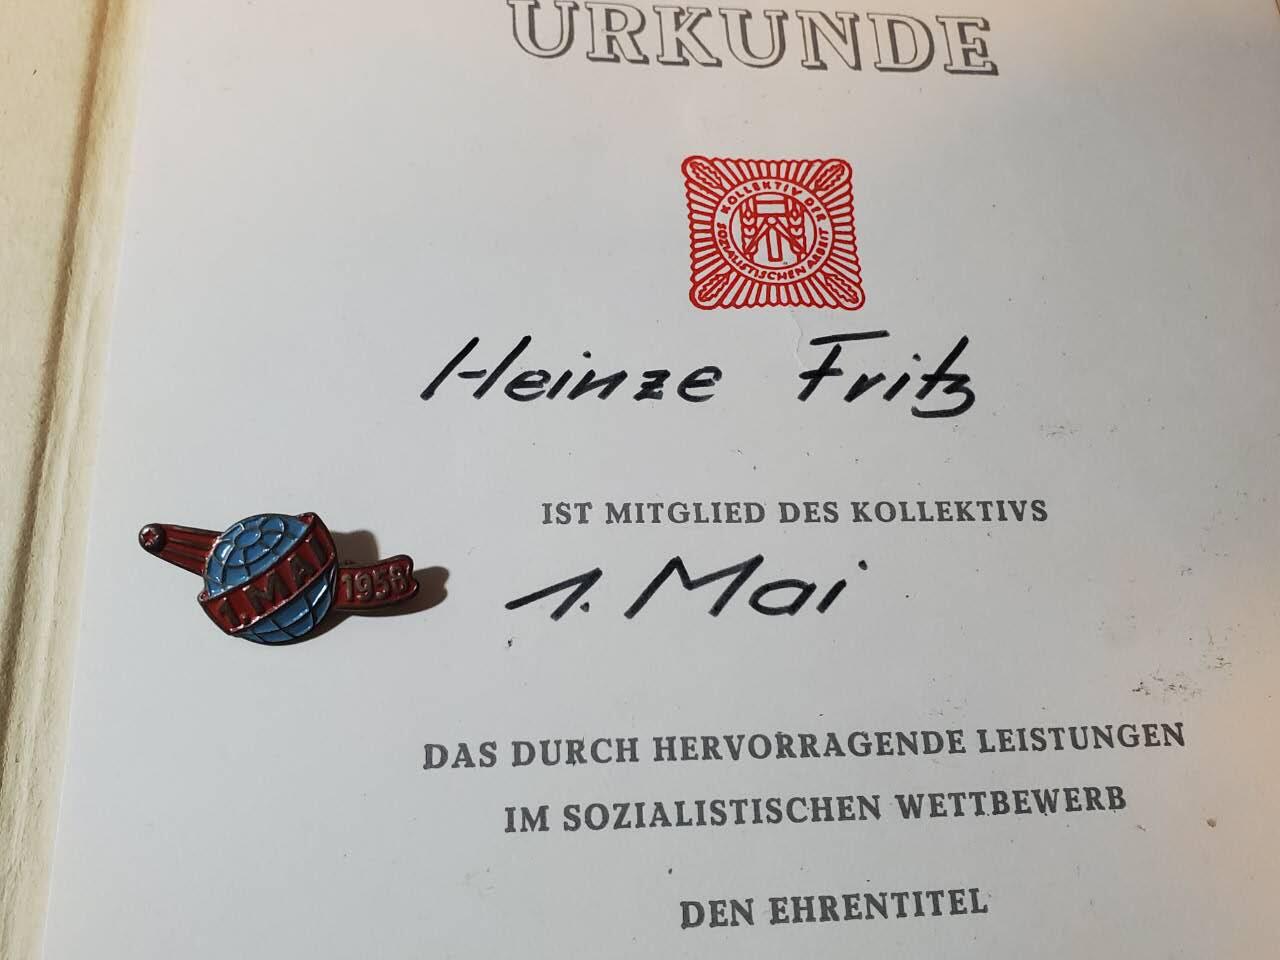 URKUNDE
KOLLEKTIV DER
SOZIALISTISCHEN ARBEIT
Heinze Fritz
IST MITGLIED DES KOLLEKTIVS
1. MAI
1958
1. Mai
DAS DURCH HERVORRAGENDE LEISTUNGEN
IM SOZIALISTISCHEN WETTBEWERB
DEN EHRENTITEL